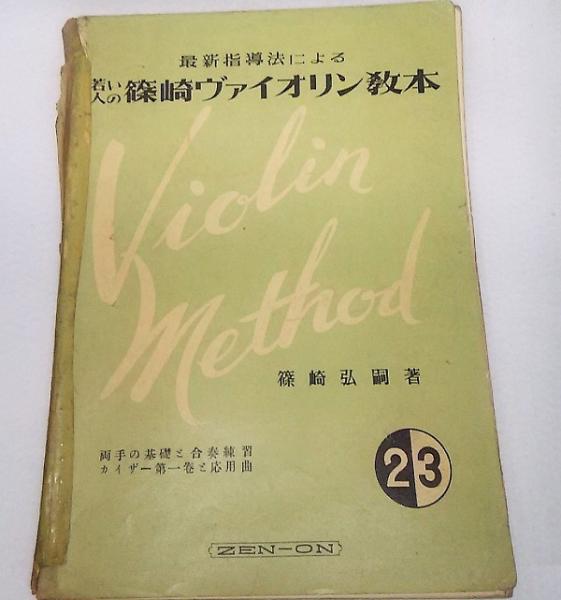 最新指導法による
若い人の篠崎ヴァイオリン教本
Violin
Method
篠崎弘嗣著
両手の基礎と合奏練習
カイザー第一巻と応用曲
23
ZEN-ON